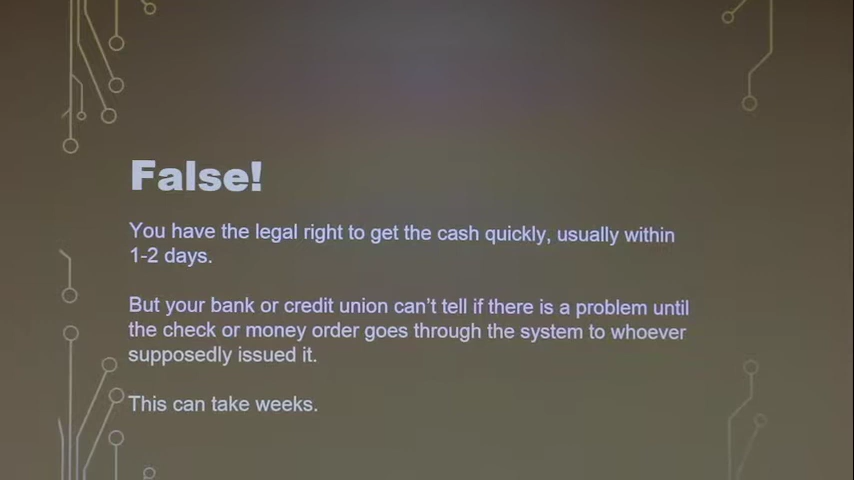 False!
You have the legal right to get the cash quickly, usually within
1-2 days.
But your bank or credit union can't tell if there is a problem until
the check or money order goes through the system to whoever
supposedly issued it.
This can take weeks.